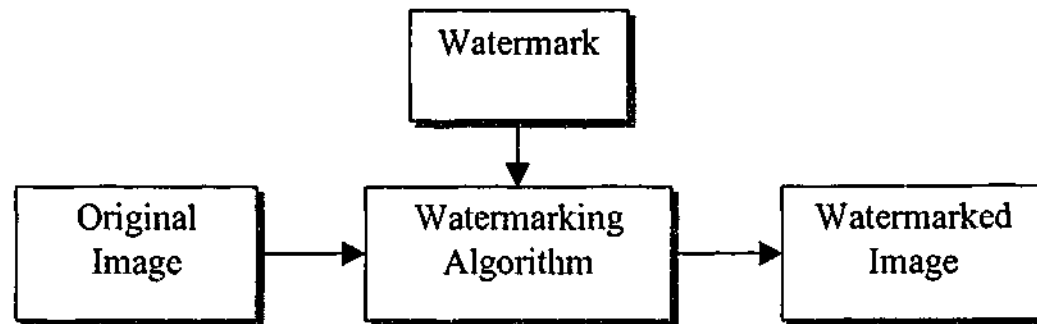 Watermark
Original
Image
Watermarking
Algorithm
Watermarked
Image